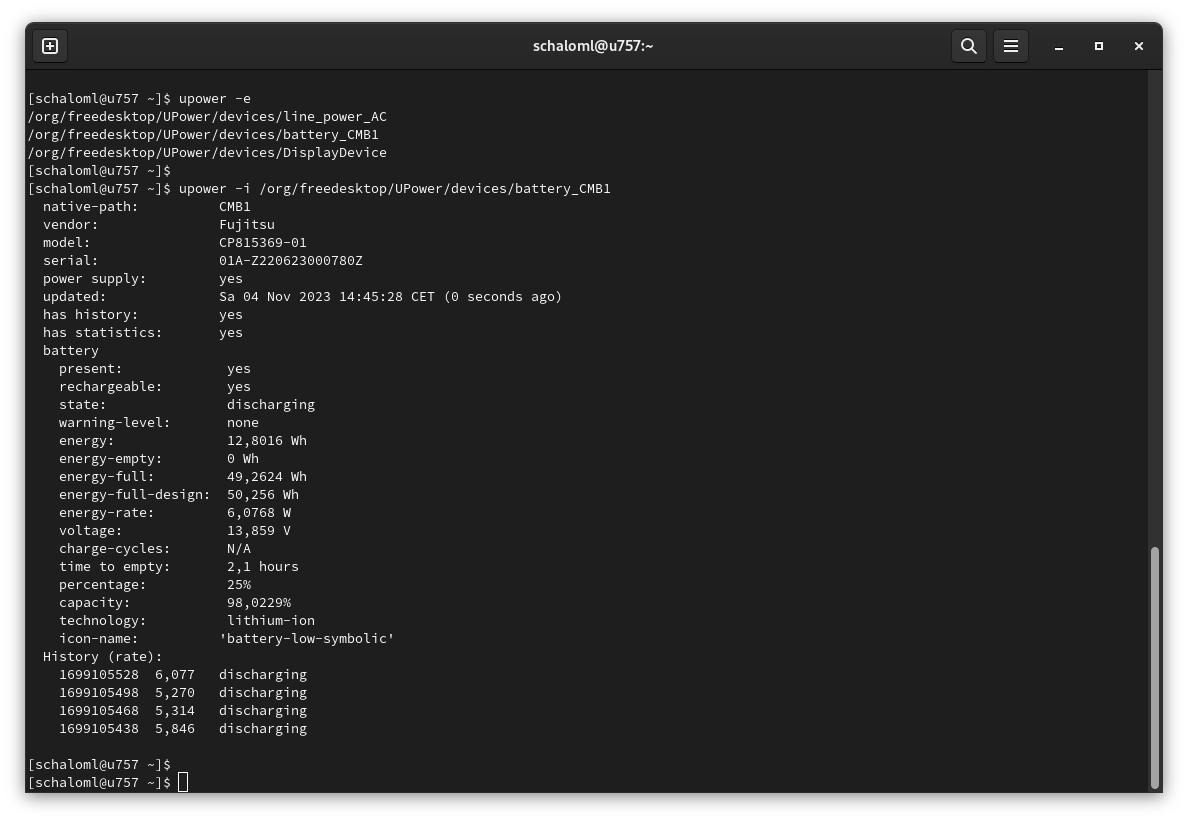 schaloml@u757:~
[schaloml@u757 ~]$ upower -e
/org/freedesktop/UPower/devices/line_power_AC
/org/freedesktop/UPower/devices/battery_CMB1
/org/freedesktop/UPower/devices/DisplayDevice
[schaloml@u757 ~]$
[schaloml@u757 ~]$ upower -i /org/freedesktop/UPower/devices/battery_CMB1
  native-path:          CMB1
  vendor:               Fujitsu
  model:                CP815369-01
  serial:               01A-Z220623000780Z
  power supply:         yes
  updated:              Sa 04 Nov 2023 14:45:28 CET (0 seconds ago)
  has history:          yes
  has statistics:       yes
  battery
    present:             yes
    rechargeable:        yes
    state:               discharging
    warning-level:       none
    energy:              12,8016 Wh
    energy-empty:        0 Wh
    energy-full:         49,2624 Wh
    energy-full-design:  50,256 Wh
    energy-rate:         6,0768 W
    voltage:             13,859 V
    charge-cycles:       N/A
    time to empty:       2,1 hours
    percentage:          25%
    capacity:            98,0229%
    technology:          lithium-ion
    icon-name:          'battery-low-symbolic'
  History (rate):
    1699105528  6,077   discharging
    1699105498  5,270   discharging
    1699105468  5,314   discharging
    1699105438  5,846   discharging
[schaloml@u757 ~]$
[schaloml@u757 ~]$